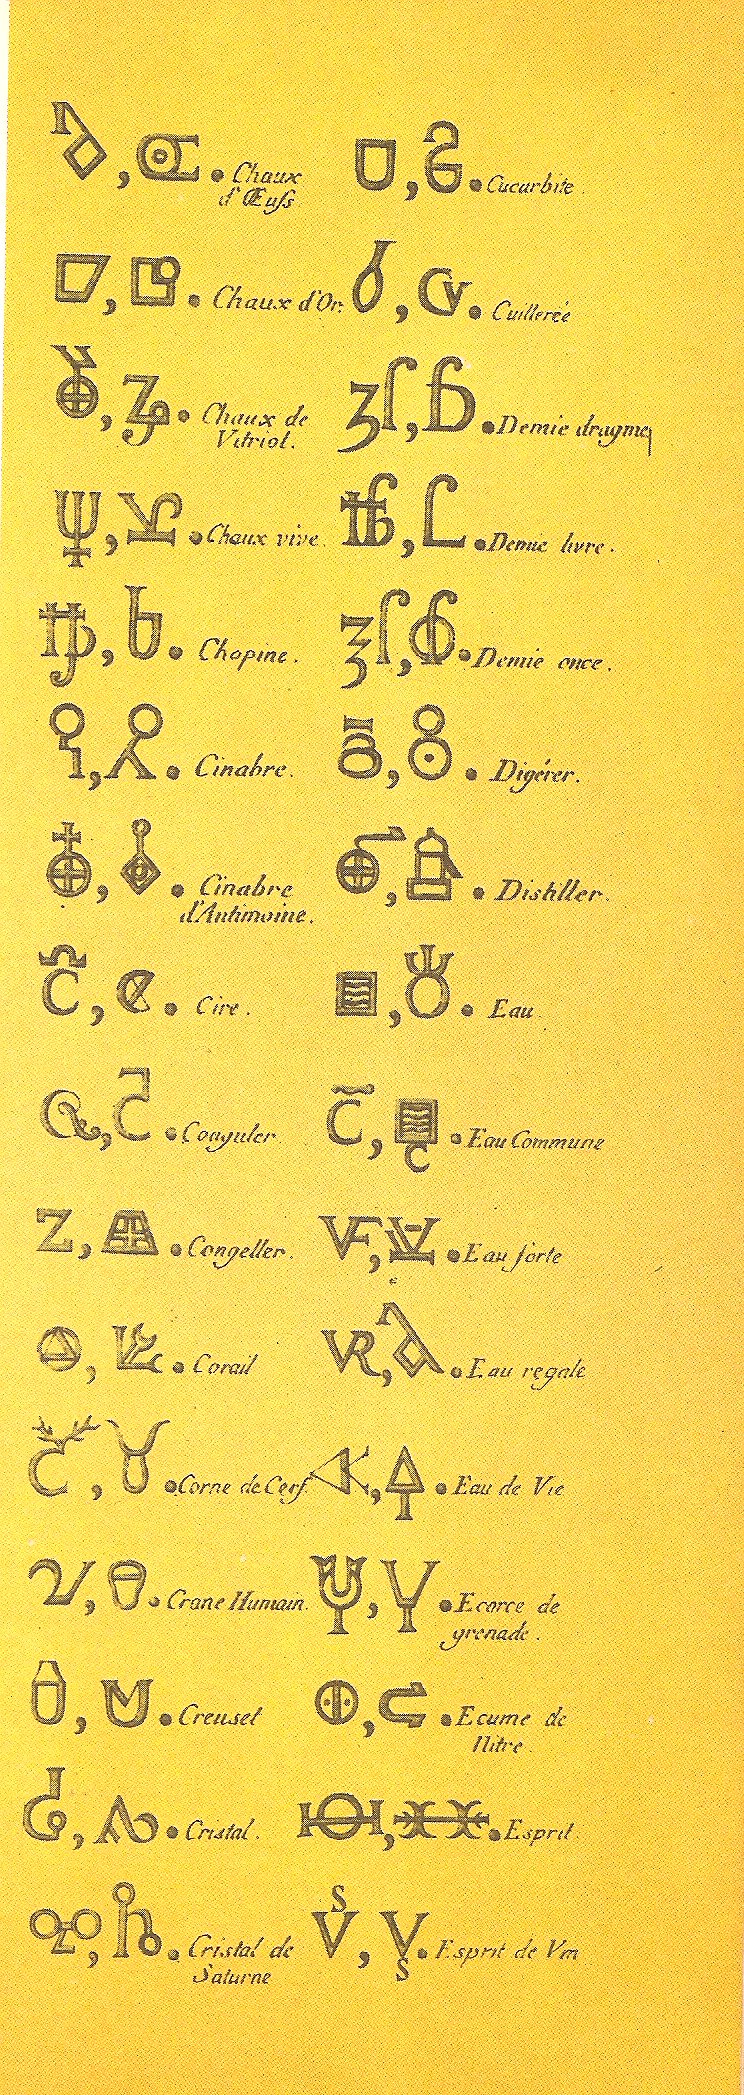 Chaux
d'Œufs
Chaux d'Or.
Chaux de
Vitriol.
Chaux vive
Chopine.
Cinabre.
Cinabre
d'Antimoine.
Cire.
Coaguler
Congeller.
Corail
Corne de Cerf.
Crane Humain.
Creuset
Cristal.
Cristal de
Saturne
Cucurbite.
Cuillerée
Demie dragme
Demie livre.
Demie once.
Digérer.
Distiller.
Eau
Eau Commune
Eau forte
Eau regale
Eau de Vie
Ecorce de
grenade.
Ecume de
Nitre.
Esprit
Esprit de Vin